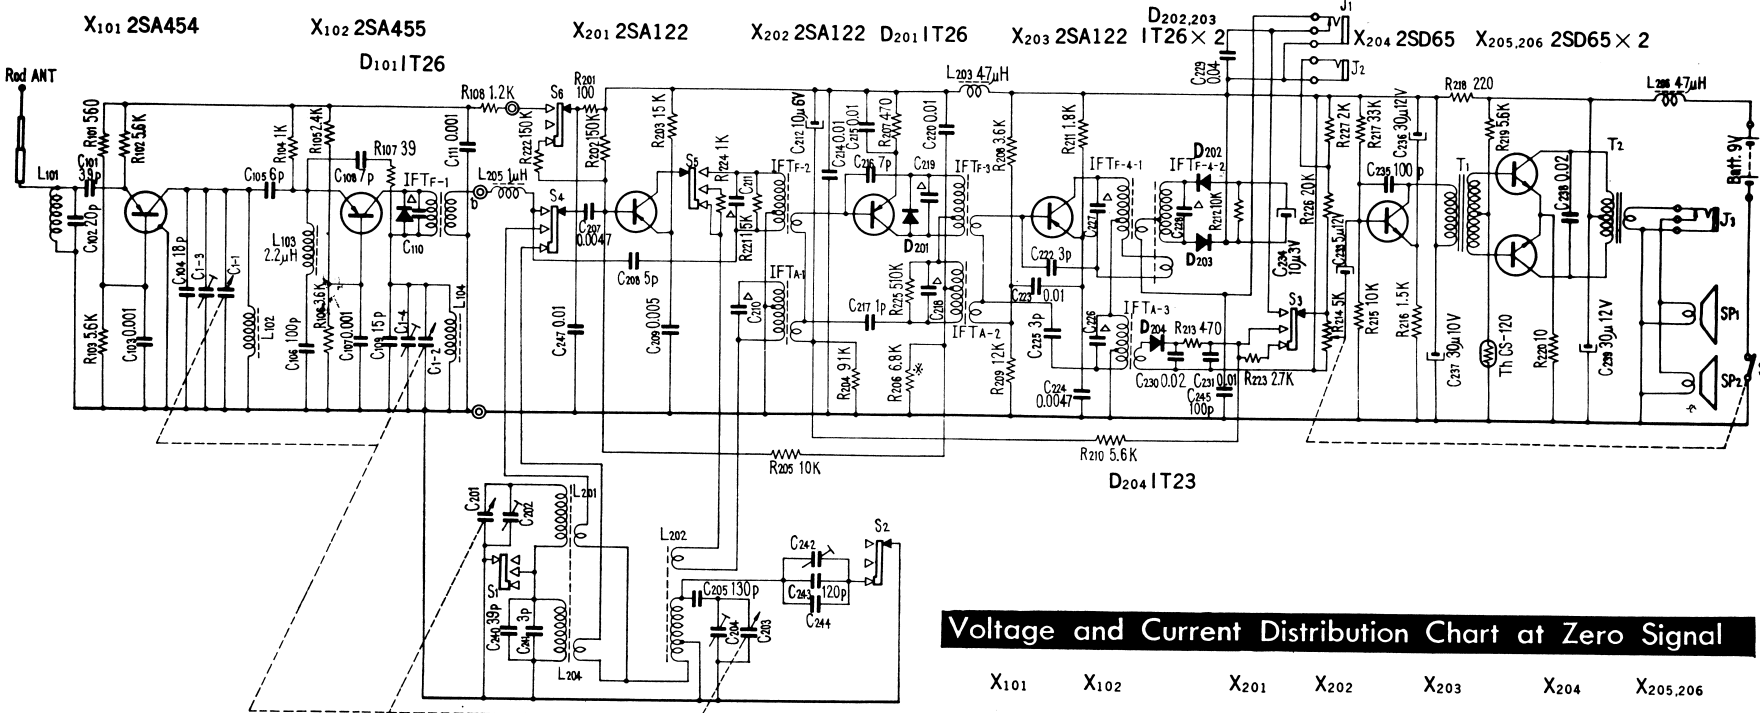 X101 2SA454
X102 2SA455
D101 1T26
X201 2SA122
X202 2SA122 D201 1T26
X203 2SA122
D202,203
1T26 × 2
X204 2SD65
X205,206 2SD65 × 2
Rod ANT
L101
C101
39p
C102 20p
R101 560
R102 5.6K
R103 5.6K
C103 0.001
C104 18p
C1-3
C1-1
L102
C105 6p
R104 1K
R105 2.4K
C108 7p
R107 39
L103
2.2μH
C106 100p
R106 3.6K
C107 0.001
C109 15p
C1-4
C1-2
L104
IFTF-1
C110
C111 0.001
R108 1.2K
b
L205 1μH
S6
R201
100
R222 150K
R202 150K
S4
C207
0.0047
C208 5p
C247 0.01
R203 15K
C209 0.005
S5
R224 1K
C211
R221 5K
IFTF-2
IFTA-1
C210
C212 10μ6V
C214 0.01
C215 0.01
R207 470
C216 7p
C219
C220 0.01
D201
C217 1p
R225 510K
C218
IFTF-3
IFTA-2
R204 9.1K
R206 6.8K
※
R205 10K
L203 47μH
R208 3.6K
R209 12K
R211 1.8K
C222 3p
C223 0.01
C225 3p
C224
0.0047
IFTF-4-1
C227
IFTF-4-2
D202
C228
D203
R212 10K
C234
10μ3V
C229
0.04
J1
J2
IFTA-3
C226
D204
R213 470
C230 0.02
C231 0.01
R223 2.7K
C245
100p
S3
R214 5K
R210 5.6K
D204 1T23
R227 2K
R226 20K
C233 5μ12V
R217 33K
C236 30μ12V
C235 100p
R215 10K
R216 1.5K
C237 30μ10V
R218 220
T1
R219 5.6K
Th CS-120
R220 10
C238 0.02
T2
C239 30μ12V
L206 47μH
Batt. 9V
J3
SP1
SP2
C201
C202
L201
S1
C240 39p
C241 3p
L204
L202
C205 130p
C204
C203
C242
C243 120p
C244
S2
Voltage and Current Distribution Chart at Zero Signal
X101 X102 X201 X202 X203 X204 X205,206